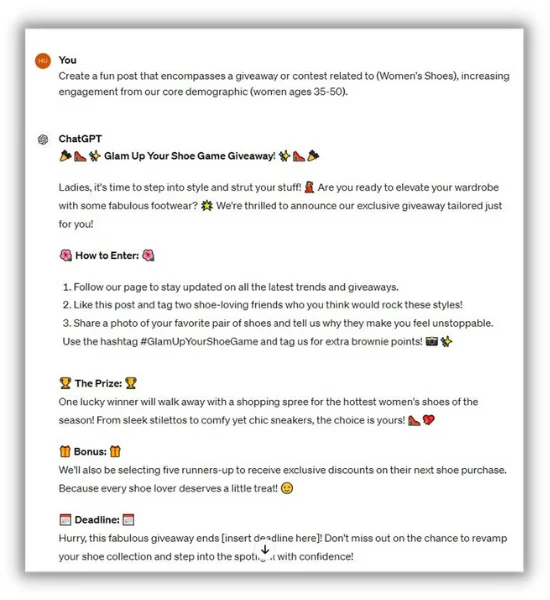 HU You
Create a fun post that encompasses a giveaway or contest related to (Women's Shoes), increasing
engagement from our core demographic (women ages 35-50).
ChatGPT
🎉👠✨ Glam Up Your Shoe Game Giveaway! ✨👠🎉
Ladies, it's time to step into style and strut your stuff! 💃 Are you ready to elevate your wardrobe
with some fabulous footwear? 🌟 We're thrilled to announce our exclusive giveaway tailored just
for you!
🌺 How to Enter: 🌺
1. Follow our page to stay updated on all the latest trends and giveaways.
2. Like this post and tag two shoe-loving friends who you think would rock these styles!
3. Share a photo of your favorite pair of shoes and tell us why they make you feel unstoppable.
Use the hashtag #GlamUpYourShoeGame and tag us for extra brownie points! 📸 ✨
🏆 The Prize: 🏆
One lucky winner will walk away with a shopping spree for the hottest women's shoes of the
season! From sleek stilettos to comfy yet chic sneakers, the choice is yours! 👠❤️
🎁 Bonus: 🎁
We'll also be selecting five runners-up to receive exclusive discounts on their next shoe purchase.
Because every shoe lover deserves a little treat! 😉
📅 Deadline: 📅
Hurry, this fabulous giveaway ends [insert deadline here]! Don't miss out on the chance to revamp
your shoe collection and step into the with confidence!